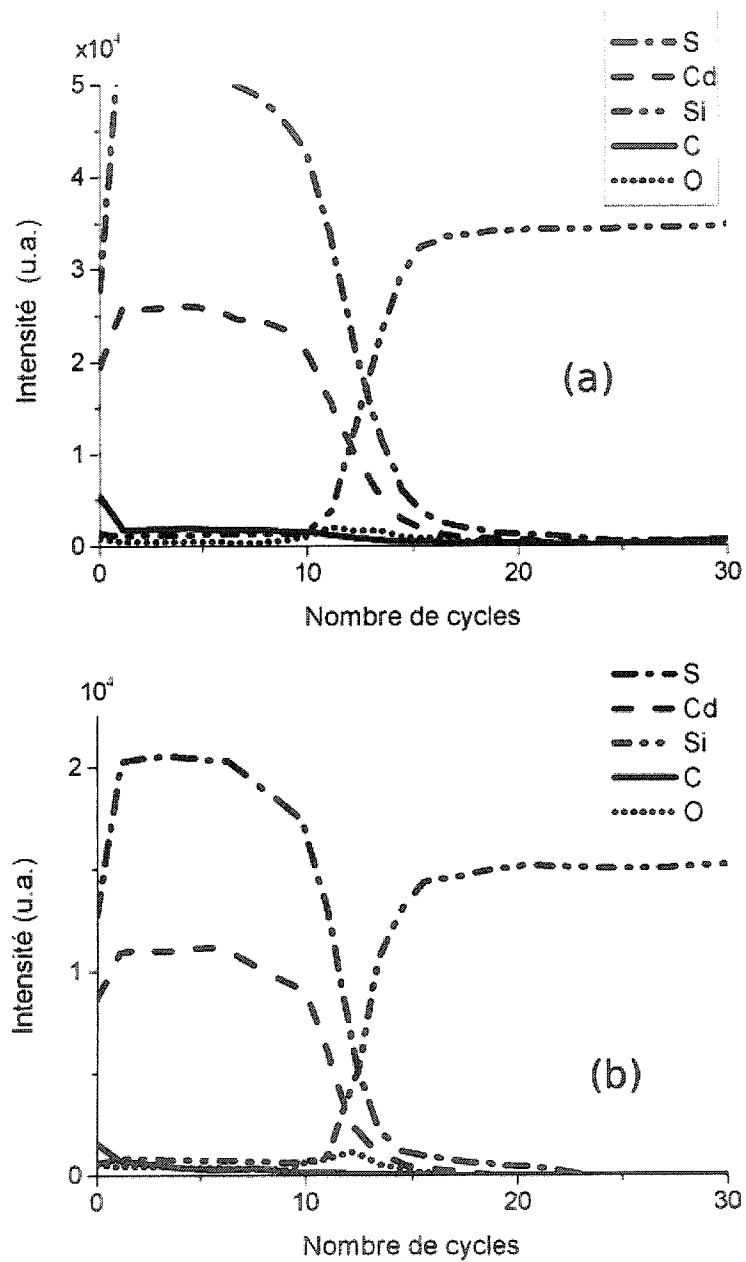 x10⁴
S
Cd
Si
C
O
5
4
3
2
1
0
Intensité (u.a.)
(a)
0
10
20
30
Nombre de cycles
10⁴
S
Cd
Si
C
O
2
1
0
Intensité (u.a.)
(b)
0
10
20
30
Nombre de cycles